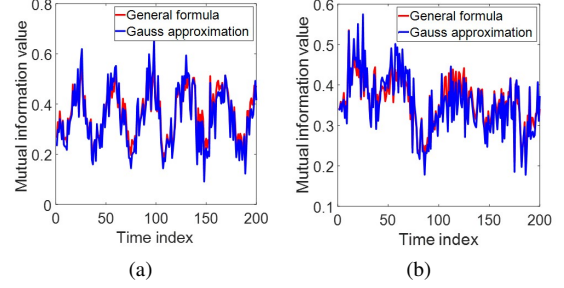 General formula
Gauss approximation
Mutual information value
0.8
0.6
0.4
0.2
0
0 50 100 150 200
Time index
(a)
General formula
Gauss approximation
Mutual information value
0.6
0.5
0.4
0.3
0.2
0.1
0 50 100 150 200
Time index
(b)